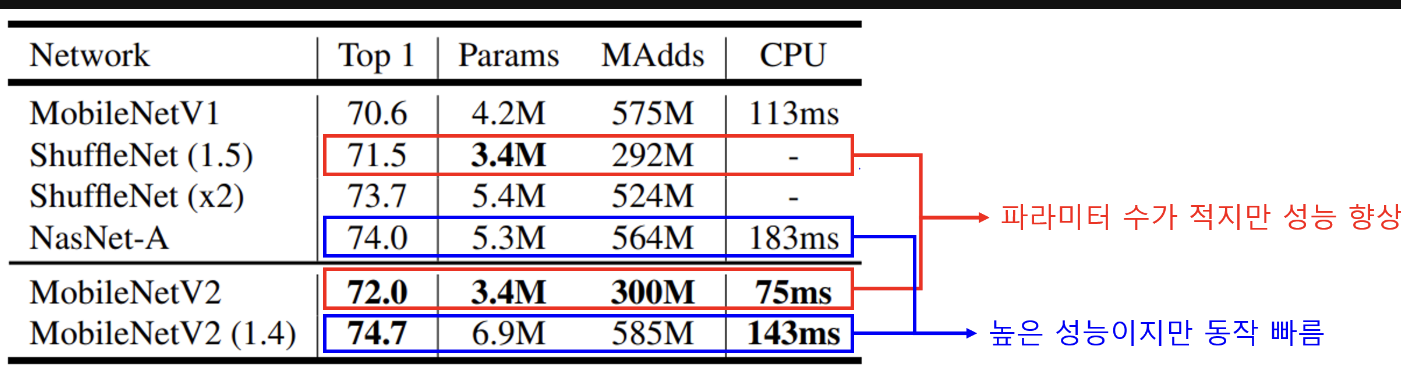 Network Top 1 Params MAdds CPU
MobileNetV1 70.6 4.2M 575M 113ms
ShuffleNet (1.5) 71.5 3.4M 292M -
ShuffleNet (x2) 73.7 5.4M 524M -
NasNet-A 74.0 5.3M 564M 183ms
파라미터 수가 적지만 성능 향상
MobileNetV2 72.0 3.4M 300M 75ms
MobileNetV2 (1.4) 74.7 6.9M 585M 143ms
높은 성능이지만 동작 빠름